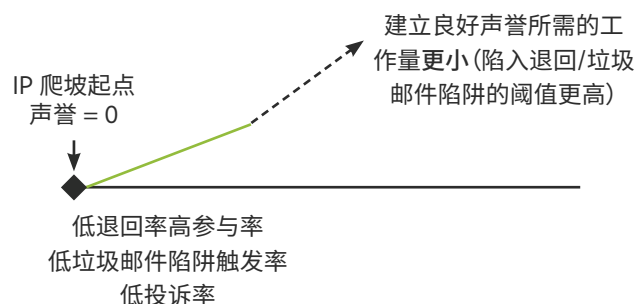 建立良好声誉所需的工
作量更小(陷入退回/垃圾
邮件陷阱的阈值更高)
IP 爬坡起点
声誉 = 0
低退回率高参与率
低垃圾邮件陷阱触发率
低投诉率